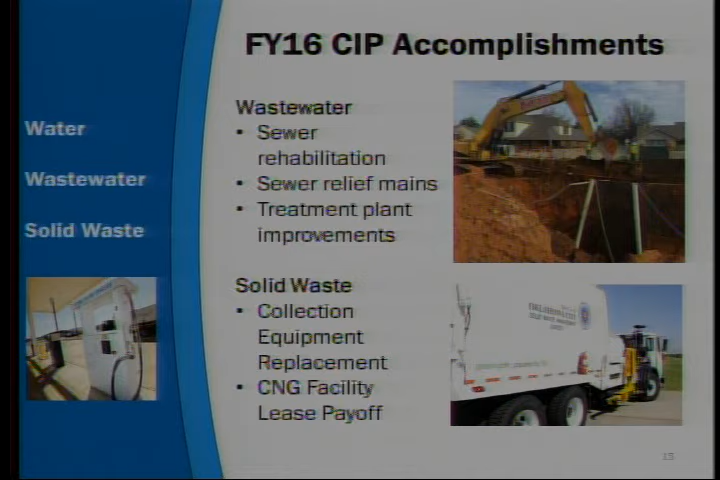 FY16 CIP Accomplishments
Water
Wastewater
Solid Waste
Wastewater
• Sewer
rehabilitation
• Sewer relief mains
• Treatment plant
improvements
Solid Waste
• Collection
Equipment
Replacement
• CNG Facility
Lease Payoff
15